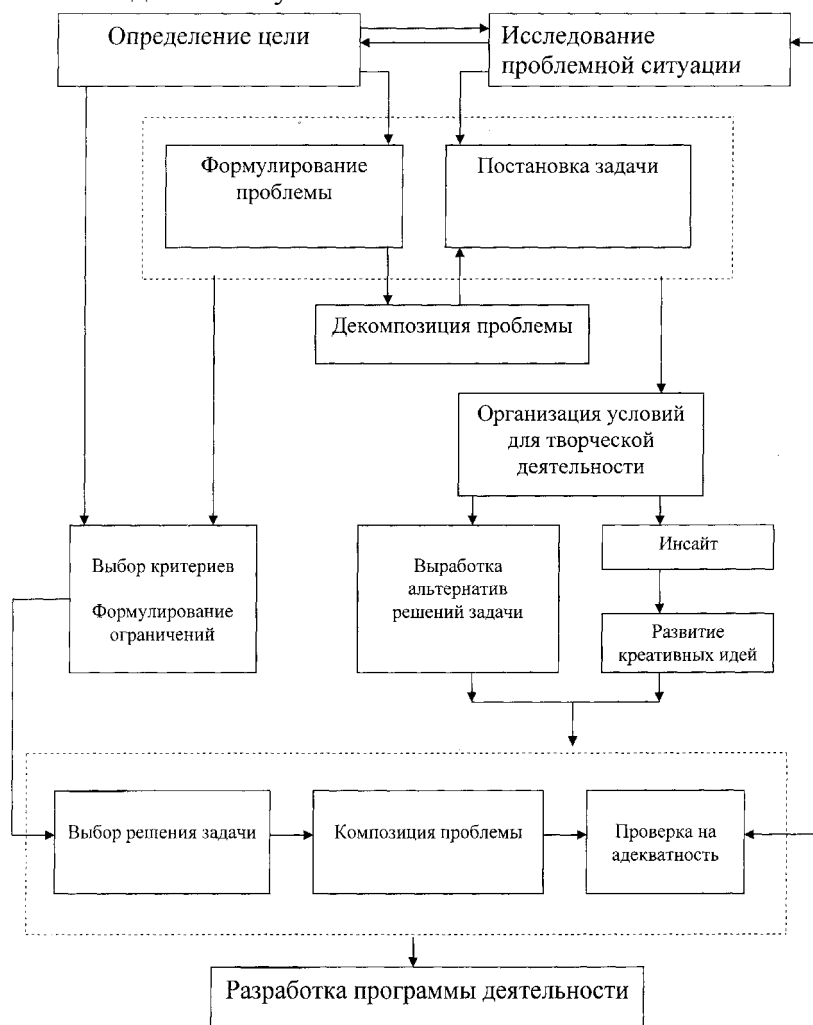 Определение цели
Исследование
проблемной ситуации
Формулирование
проблемы
Постановка задачи
Декомпозиция проблемы
Организация условий
для творческой
деятельности
Выбор критериев
Формулирование
ограничений
Выработка
альтернатив
решений задачи
Инсайт
Развитие
креативных идей
Выбор решения задачи
Композиция проблемы
Проверка на
адекватность
Разработка программы деятельности